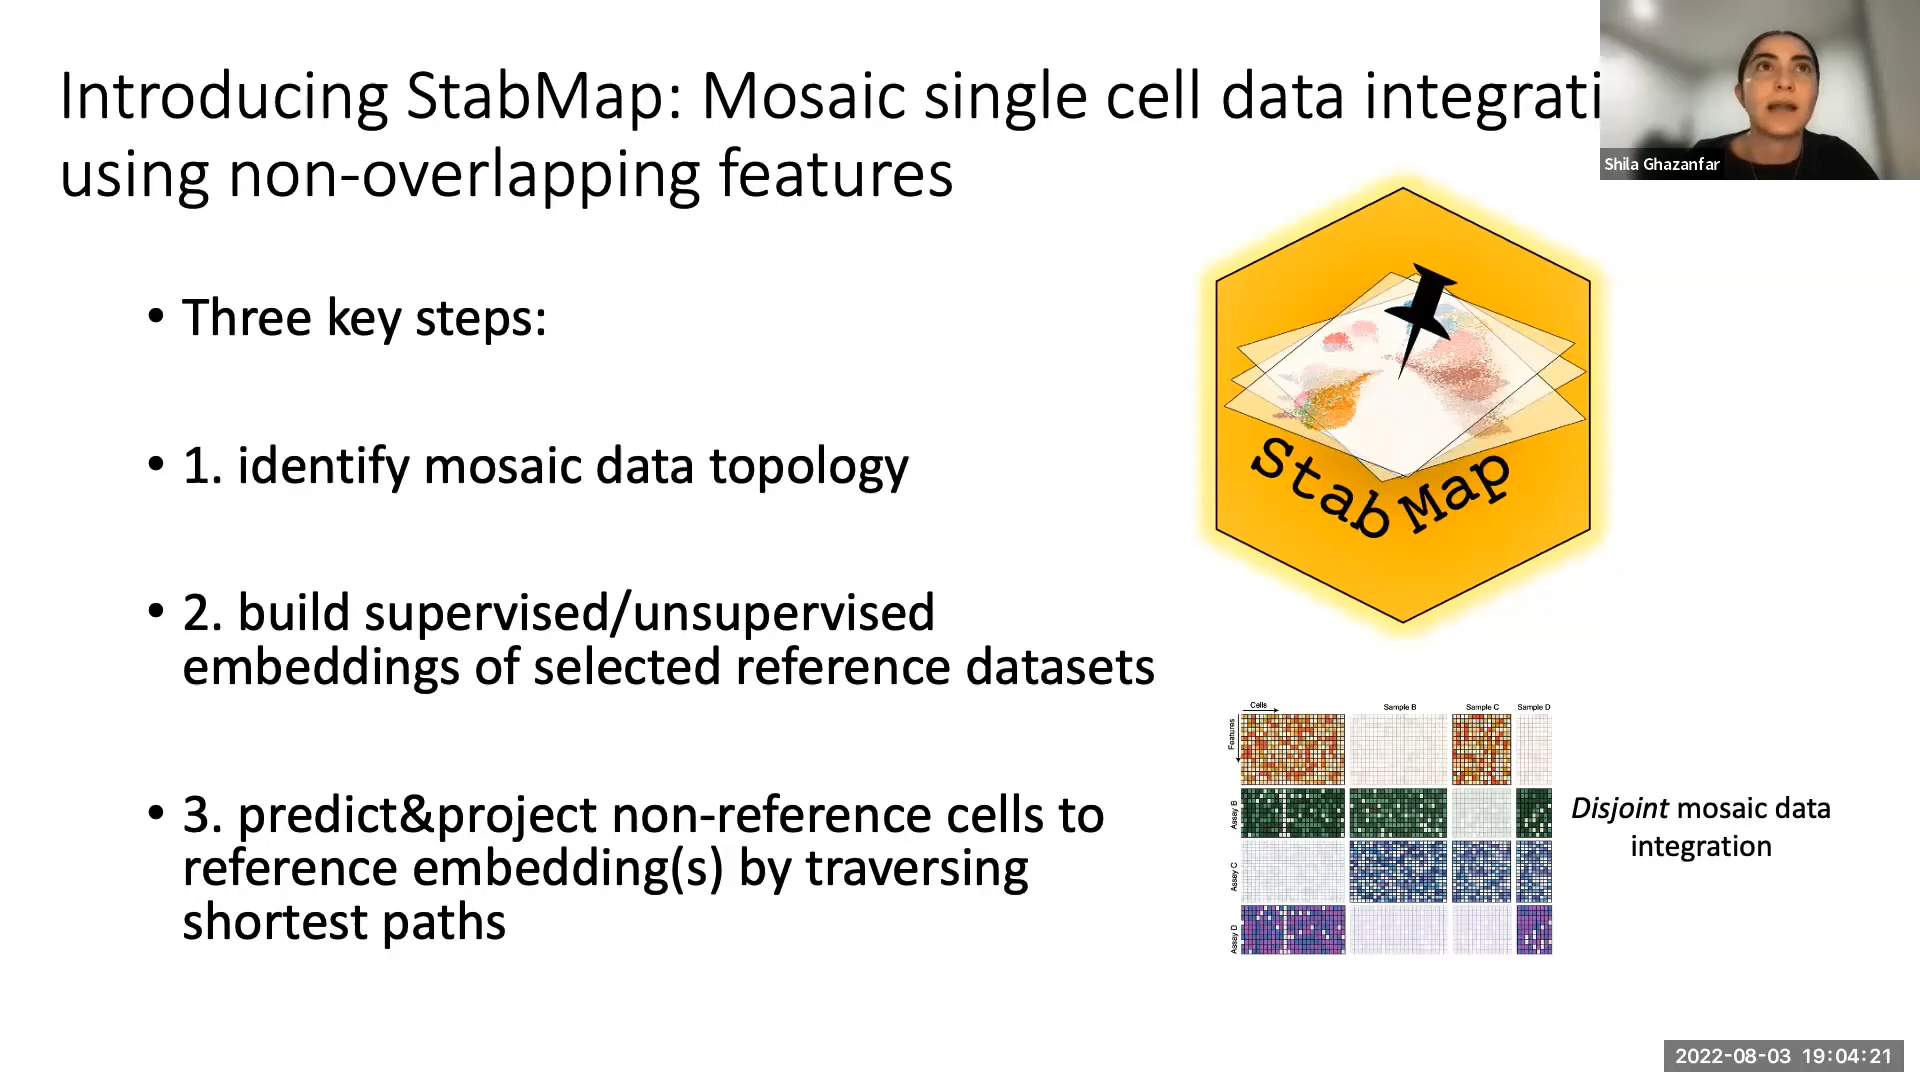 Introducing StabMap: Mosaic single cell data integrati
using non-overlapping features
Shila Ghazanfar
• Three key steps:
• 1. identify mosaic data topology
• 2. build supervised/unsupervised
embeddings of selected reference datasets
• 3. predict&project non-reference cells to
reference embedding(s) by traversing
shortest paths
StabMap
Cells
Sample B
Sample C
Sample D
Features
Assay B
Assay C
Assay D
Disjoint mosaic data
integration
2022-08-03 19:04:21